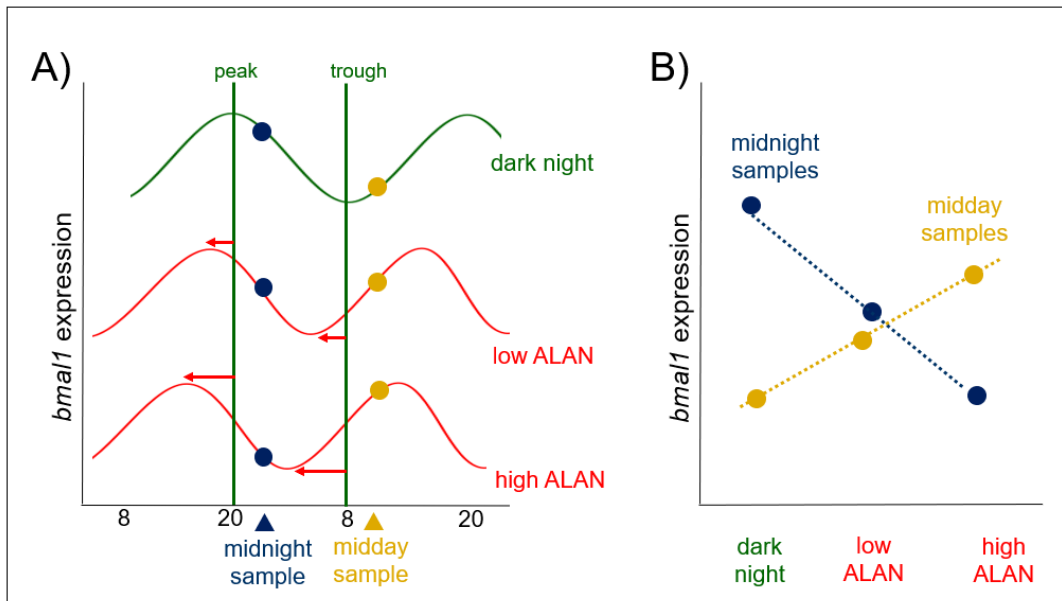 A)
peak
trough
dark night
low ALAN
high ALAN
bmal1 expression
8
20
8
20
midnight
sample
midday
sample
B)
midnight
samples
midday
samples
bmal1 expression
dark
night
low
ALAN
high
ALAN